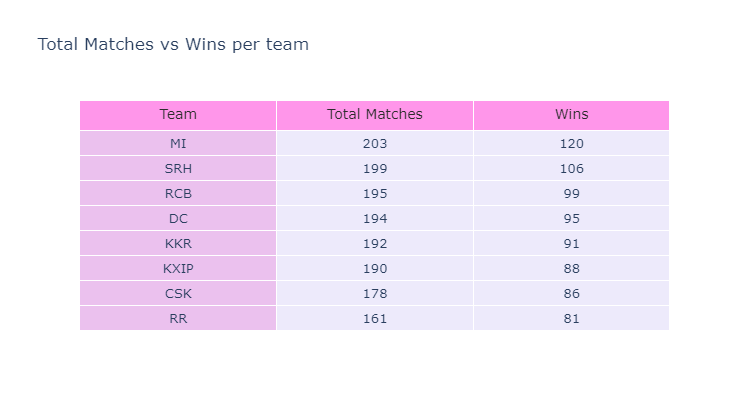 Total Matches vs Wins per team
Team Total Matches Wins
MI 203 120
SRH 199 106
RCB 195 99
DC 194 95
KKR 192 91
KXIP 190 88
CSK 178 86
RR 161 81